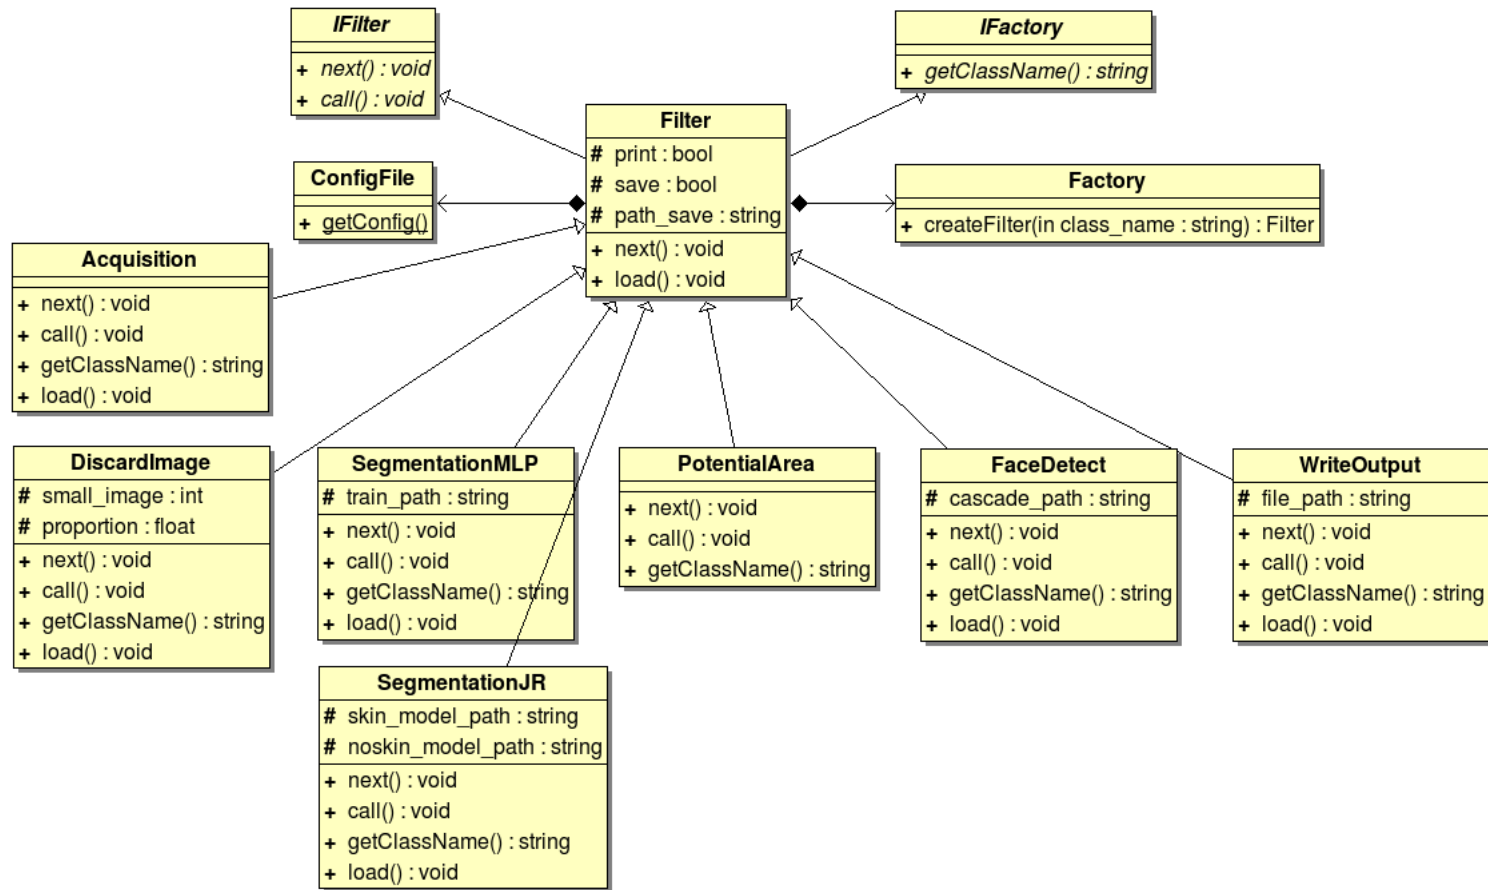 IFilter
+ next() : void
+ call() : void
IFactory
+ getClassName() : string
Filter
# print : bool
# save : bool
# path_save : string
+ next() : void
+ load() : void
ConfigFile
+ getConfig()
Factory
+ createFilter(in class_name : string) : Filter
Acquisition
+ next() : void
+ call() : void
+ getClassName() : string
+ load() : void
DiscardImage
# small_image : int
# proportion : float
+ next() : void
+ call() : void
+ getClassName() : string
+ load() : void
SegmentationMLP
# train_path : string
+ next() : void
+ call() : void
+ getClassName() : string
+ load() : void
PotentialArea
+ next() : void
+ call() : void
+ getClassName() : string
FaceDetect
# cascade_path : string
+ next() : void
+ call() : void
+ getClassName() : string
+ load() : void
WriteOutput
# file_path : string
+ next() : void
+ call() : void
+ getClassName() : string
+ load() : void
SegmentationJR
# skin_model_path : string
# noskin_model_path : string
+ next() : void
+ call() : void
+ getClassName() : string
+ load() : void